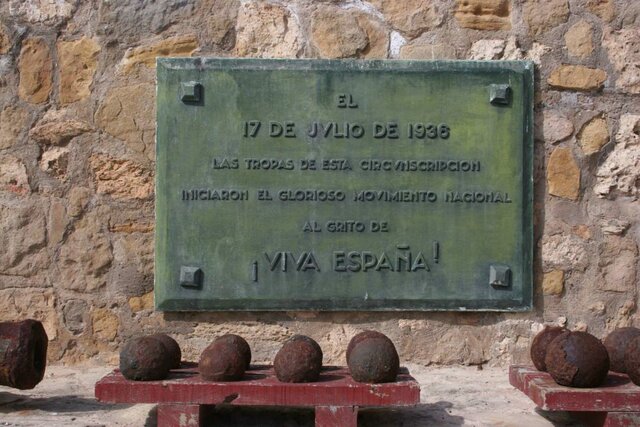 EL
17 DE JVLIO DE 1936
LAS TROPAS DE ESTA CIRCVNSCRIPCION
INICIARON EL GLORIOSO MOVIMIENTO NACIONAL
AL GRITO DE
¡VIVA ESPAÑA!